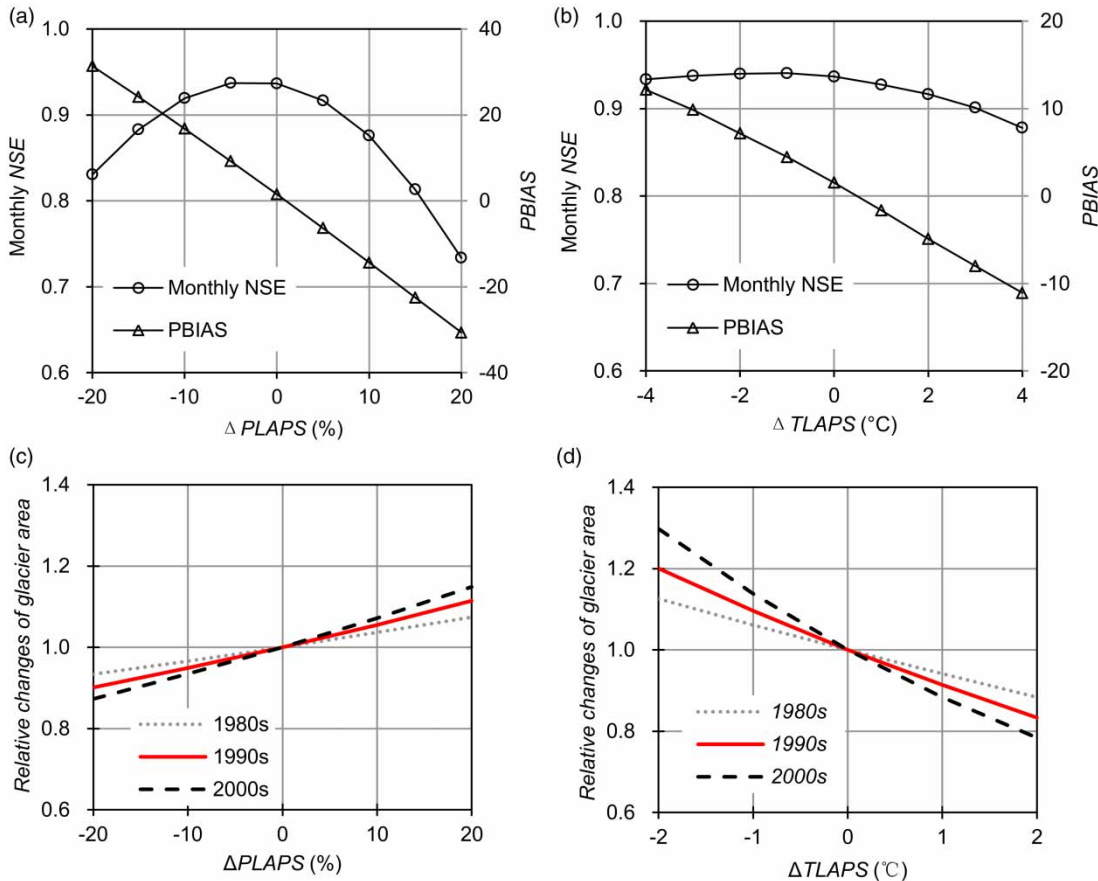 (a)
1.0
0.9
0.8
0.7
0.6
Monthly NSE
40
20
0
-20
-40
PBIAS
Monthly NSE
PBIAS
-20
-10
0
10
20
Δ PLAPS (%)
(b)
1.0
0.9
0.8
0.7
0.6
Monthly NSE
20
10
0
-10
-20
PBIAS
Monthly NSE
PBIAS
-4
-2
0
2
4
Δ TLAPS (°C)
(c)
1.4
1.2
1.0
0.8
0.6
Relative changes of glacier area
1980s
1990s
2000s
-20
-10
0
10
20
ΔPLAPS (%)
(d)
1.4
1.2
1.0
0.8
0.6
Relative changes of glacier area
1980s
1990s
2000s
-2
-1
0
1
2
ΔTLAPS (℃)